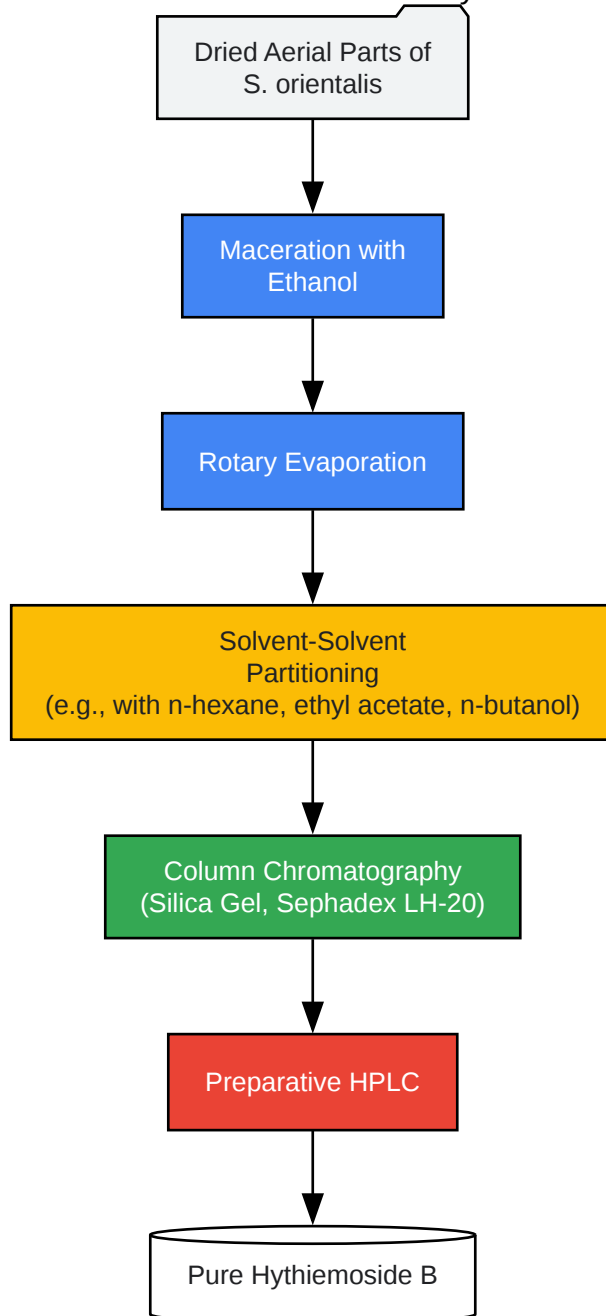 Dried Aerial Parts of
S. orientalis
Maceration with
Ethanol
Rotary Evaporation
Solvent-Solvent
Partitioning
(e.g., with n-hexane, ethyl acetate, n-butanol)
Column Chromatography
(Silica Gel, Sephadex LH-20)
Preparative HPLC
Pure Hythiemoside B